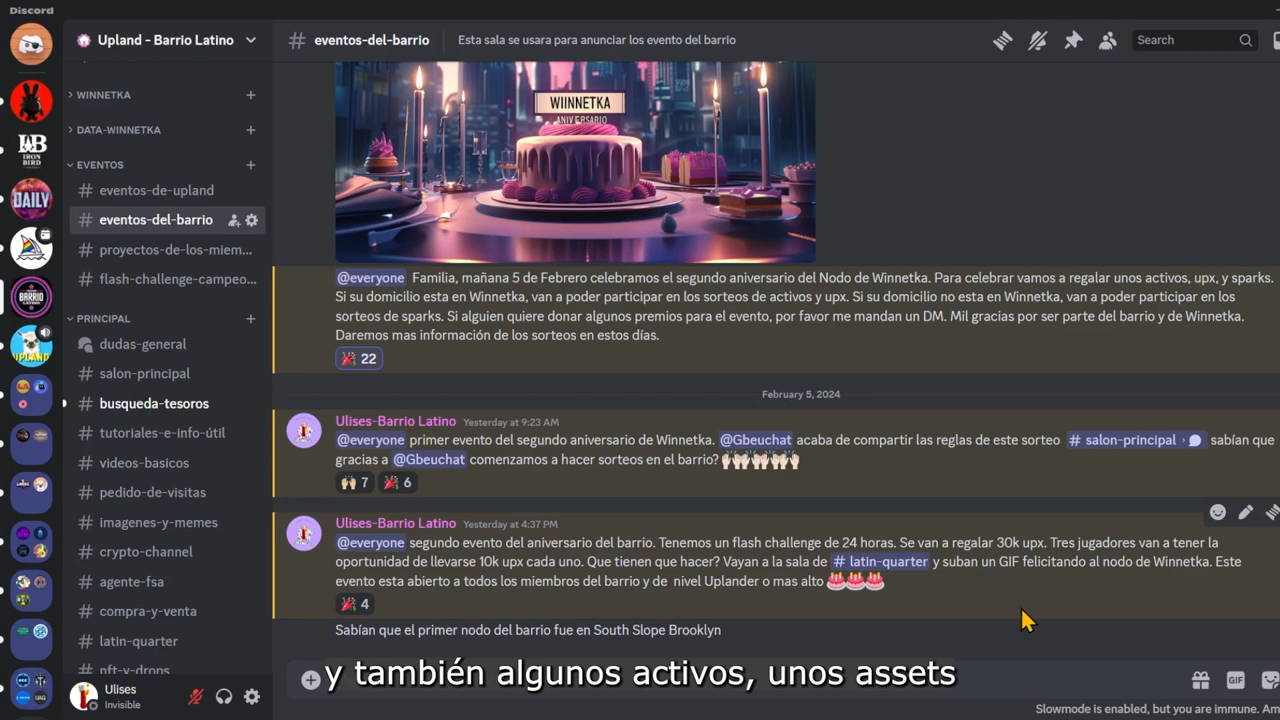 Discord
Upland - Barrio Latino
# eventos-del-barrio
Esta sala se usara para anunciar los evento del barrio
Search
WINNETKA
DATA-WINNETKA
EVENTOS
# eventos-de-upland
# eventos-del-barrio
# proyectos-de-los-miem...
# flash-challenge-campeo...
PRINCIPAL
dudas-general
# salon-principal
# busqueda-tesoros
# tutoriales-e-info-útil
# videos-basicos
# pedido-de-visitas
# imagenes-y-memes
# crypto-channel
# agente-fsa
# compra-y-venta
# latin-quarter
# nft-y-drops
Ulises
Invisible
IRON
BIRD
DAILY
BARRIO
LATINO
UPLAND
WIINNETKA
ANIVERSARIO
@everyone Familia, mañana 5 de Febrero celebramos el segundo aniversario del Nodo de Winnetka. Para celebrar vamos a regalar unos activos, upx, y sparks.
Si su domicilio esta en Winnetka, van a poder participar en los sorteos de activos y upx. Si su domicilio no esta en Winnetka, van a poder participar en los
sorteos de sparks. Si alguien quiere donar algunos premios para el evento, por favor me mandan un DM. Mil gracias por ser parte del barrio y de Winnetka.
Daremos mas información de los sorteos en estos días.
🎉 22
February 5, 2024
Ulises-Barrio Latino Yesterday at 9:23 AM
@everyone primer evento del segundo aniversario de Winnetka. @Gbeuchat acaba de compartir las reglas de este sorteo # salon-principal › sabían que
gracias a @Gbeuchat comenzamos a hacer sorteos en el barrio? 🙌🏻🙌🏻🙌🏻🙌🏻🙌🏻
🙌🏻 7 🎉 6
Ulises-Barrio Latino Yesterday at 4:37 PM
@everyone segundo evento del aniversario del barrio. Tenemos un flash challenge de 24 horas. Se van a regalar 30k upx. Tres jugadores van a tener la
oportunidad de llevarse 10k upx cada uno. Que tienen que hacer? Vayan a la sala de # latin-quarter y suban un GIF felicitando al nodo de Winnetka. Este
evento esta abierto a todos los miembros del barrio y de nivel Uplander o mas alto 🎂🎂🎂
🎉 4
Sabían que el primer nodo del barrio fue en South Slope Brooklyn
y también algunos activos, unos assets
GIF
Slowmode is enabled, but you are immune. Am